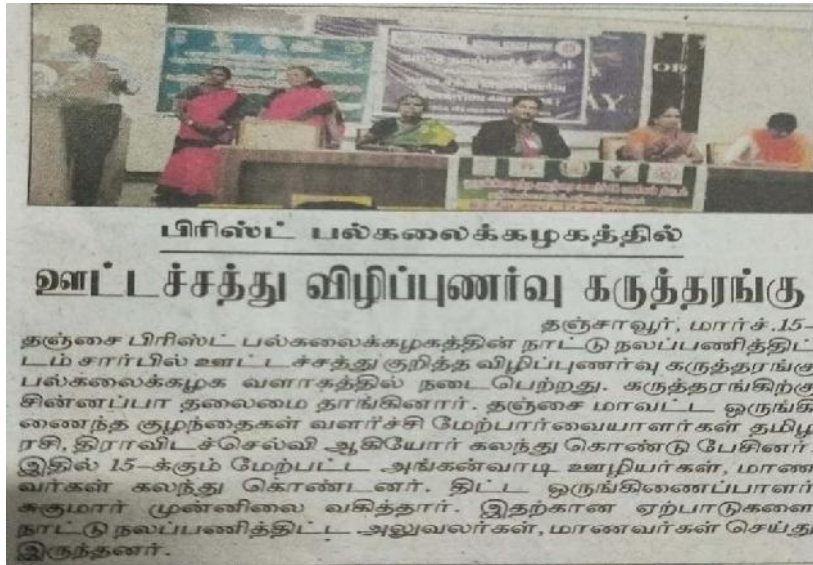 பிரிஸ்ட் பல்கலைக்கழகத்தில்
ஊட்டச்சத்து விழிப்புணர்வு கருத்தரங்கு
தஞ்சாவூர், மார்ச்.15–
தஞ்சை பிரிஸ்ட் பல்கலைக்கழகத்தின் நாட்டு நலப்பணித்திட்
டம் சார்பில் ஊட்டச்சத்து குறித்த விழிப்புணர்வு கருத்தரங்கு
பல்கலைக்கழக வளாகத்தில் நடைபெற்றது. கருத்தரங்கிற்கு
சின்னப்பா தலைமை தாங்கினார். தஞ்சை மாவட்ட ஒருங்கி
ணைந்த குழந்தைகள் வளர்ச்சி மேற்பார்வையாளர்கள் தமிழ
ரசி, திராவிடச்செல்வி ஆகியோர் கலந்து கொண்டு பேசினர்.
இதில் 15–க்கும் மேற்பட்ட அங்கன்வாடி ஊழியர்கள், மாண
வர்கள் கலந்து கொண்டனர். திட்ட ஒருங்கிணைப்பாளர்
சுகுமார் முன்னிலை வகித்தார். இதற்கான ஏற்பாடுகளை
நாட்டு நலப்பணித்திட்ட அலுவலர்கள், மாணவர்கள் செய்து
இருந்தனர்.